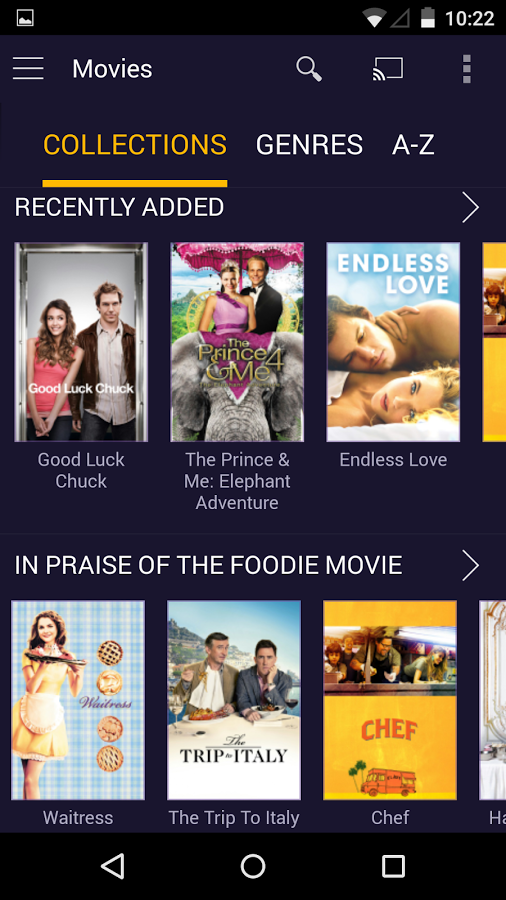 10:22
Movies
COLLECTIONS GENRES A-Z
RECENTLY ADDED
Good Luck Chuck
The
Prince 4
& Me
ENDLESS
LOVE
Good Luck
Chuck
The Prince &
Me: Elephant
Adventure
Endless Love
IN PRAISE OF THE FOODIE MOVIE
Waitress
The
TRIP to ITALY
CHEF
Waitress
The Trip To Italy
Chef
Ha